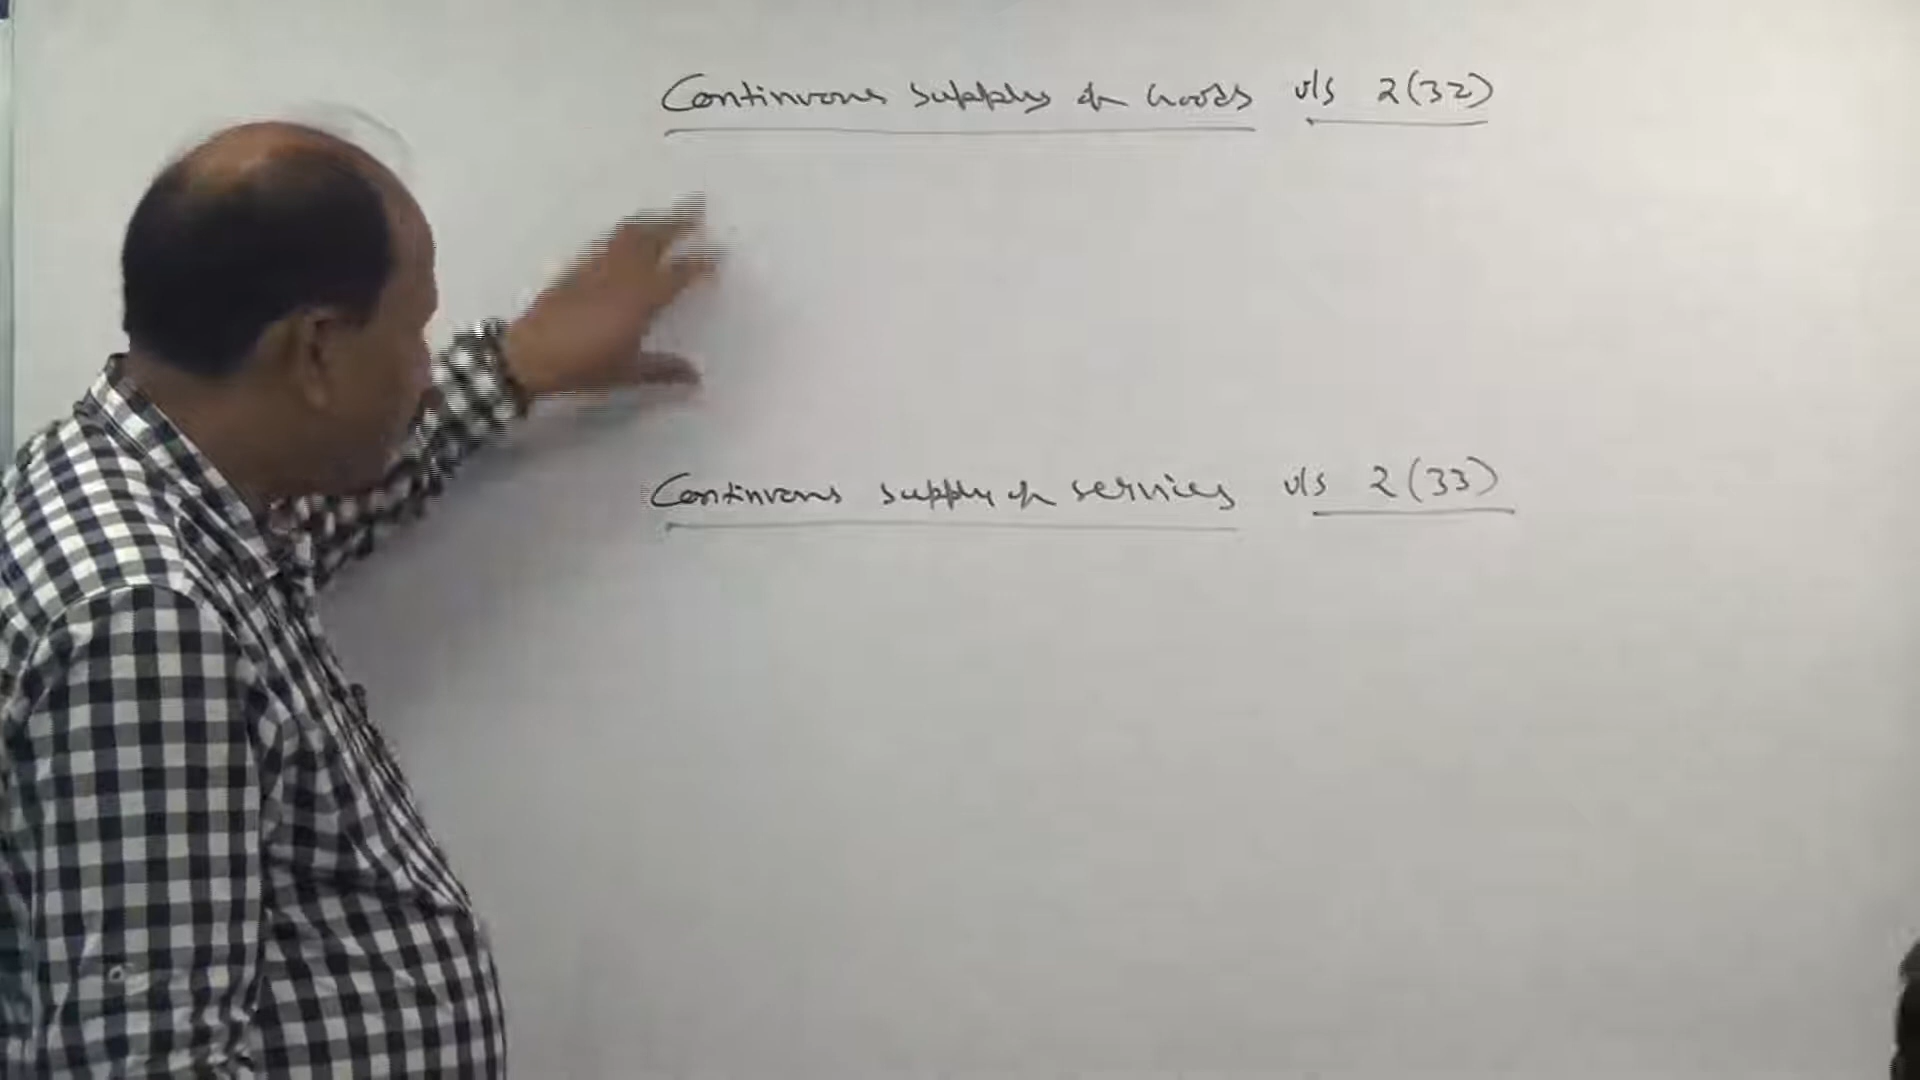 Continuous supply of Goods u/s 2(32)
Continuous supply of services u/s 2(33)